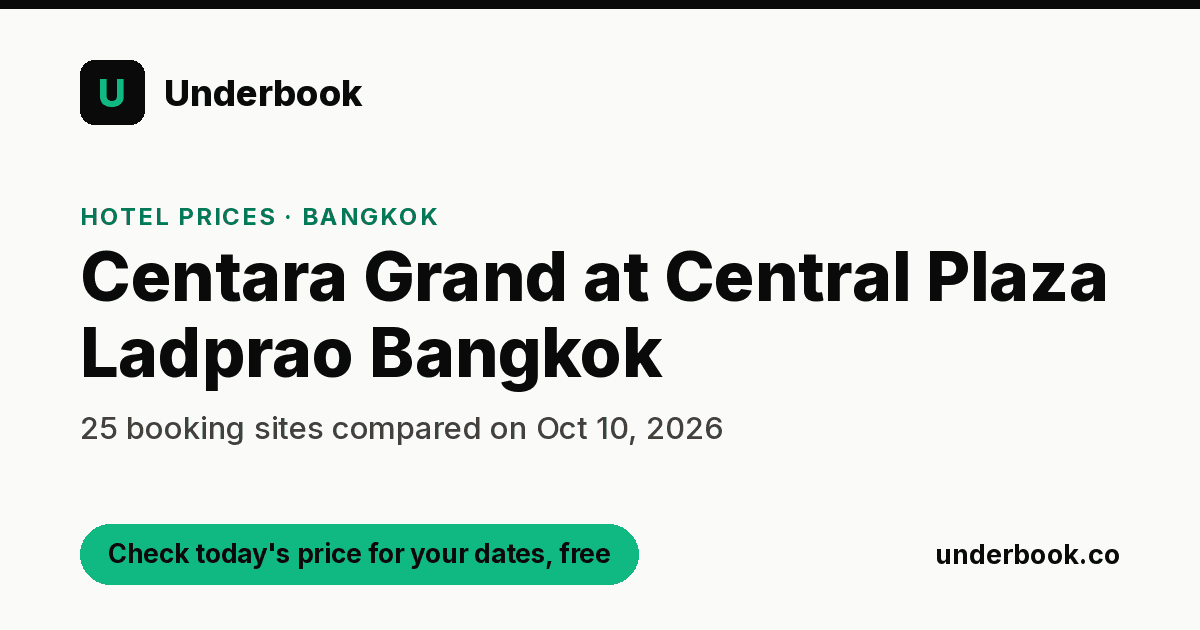 U Underbook
HOTEL PRICES · BANGKOK
Centara Grand at Central Plaza
Ladprao Bangkok
25 booking sites compared on Oct 10, 2026
Check today's price for your dates, free
underbook.co